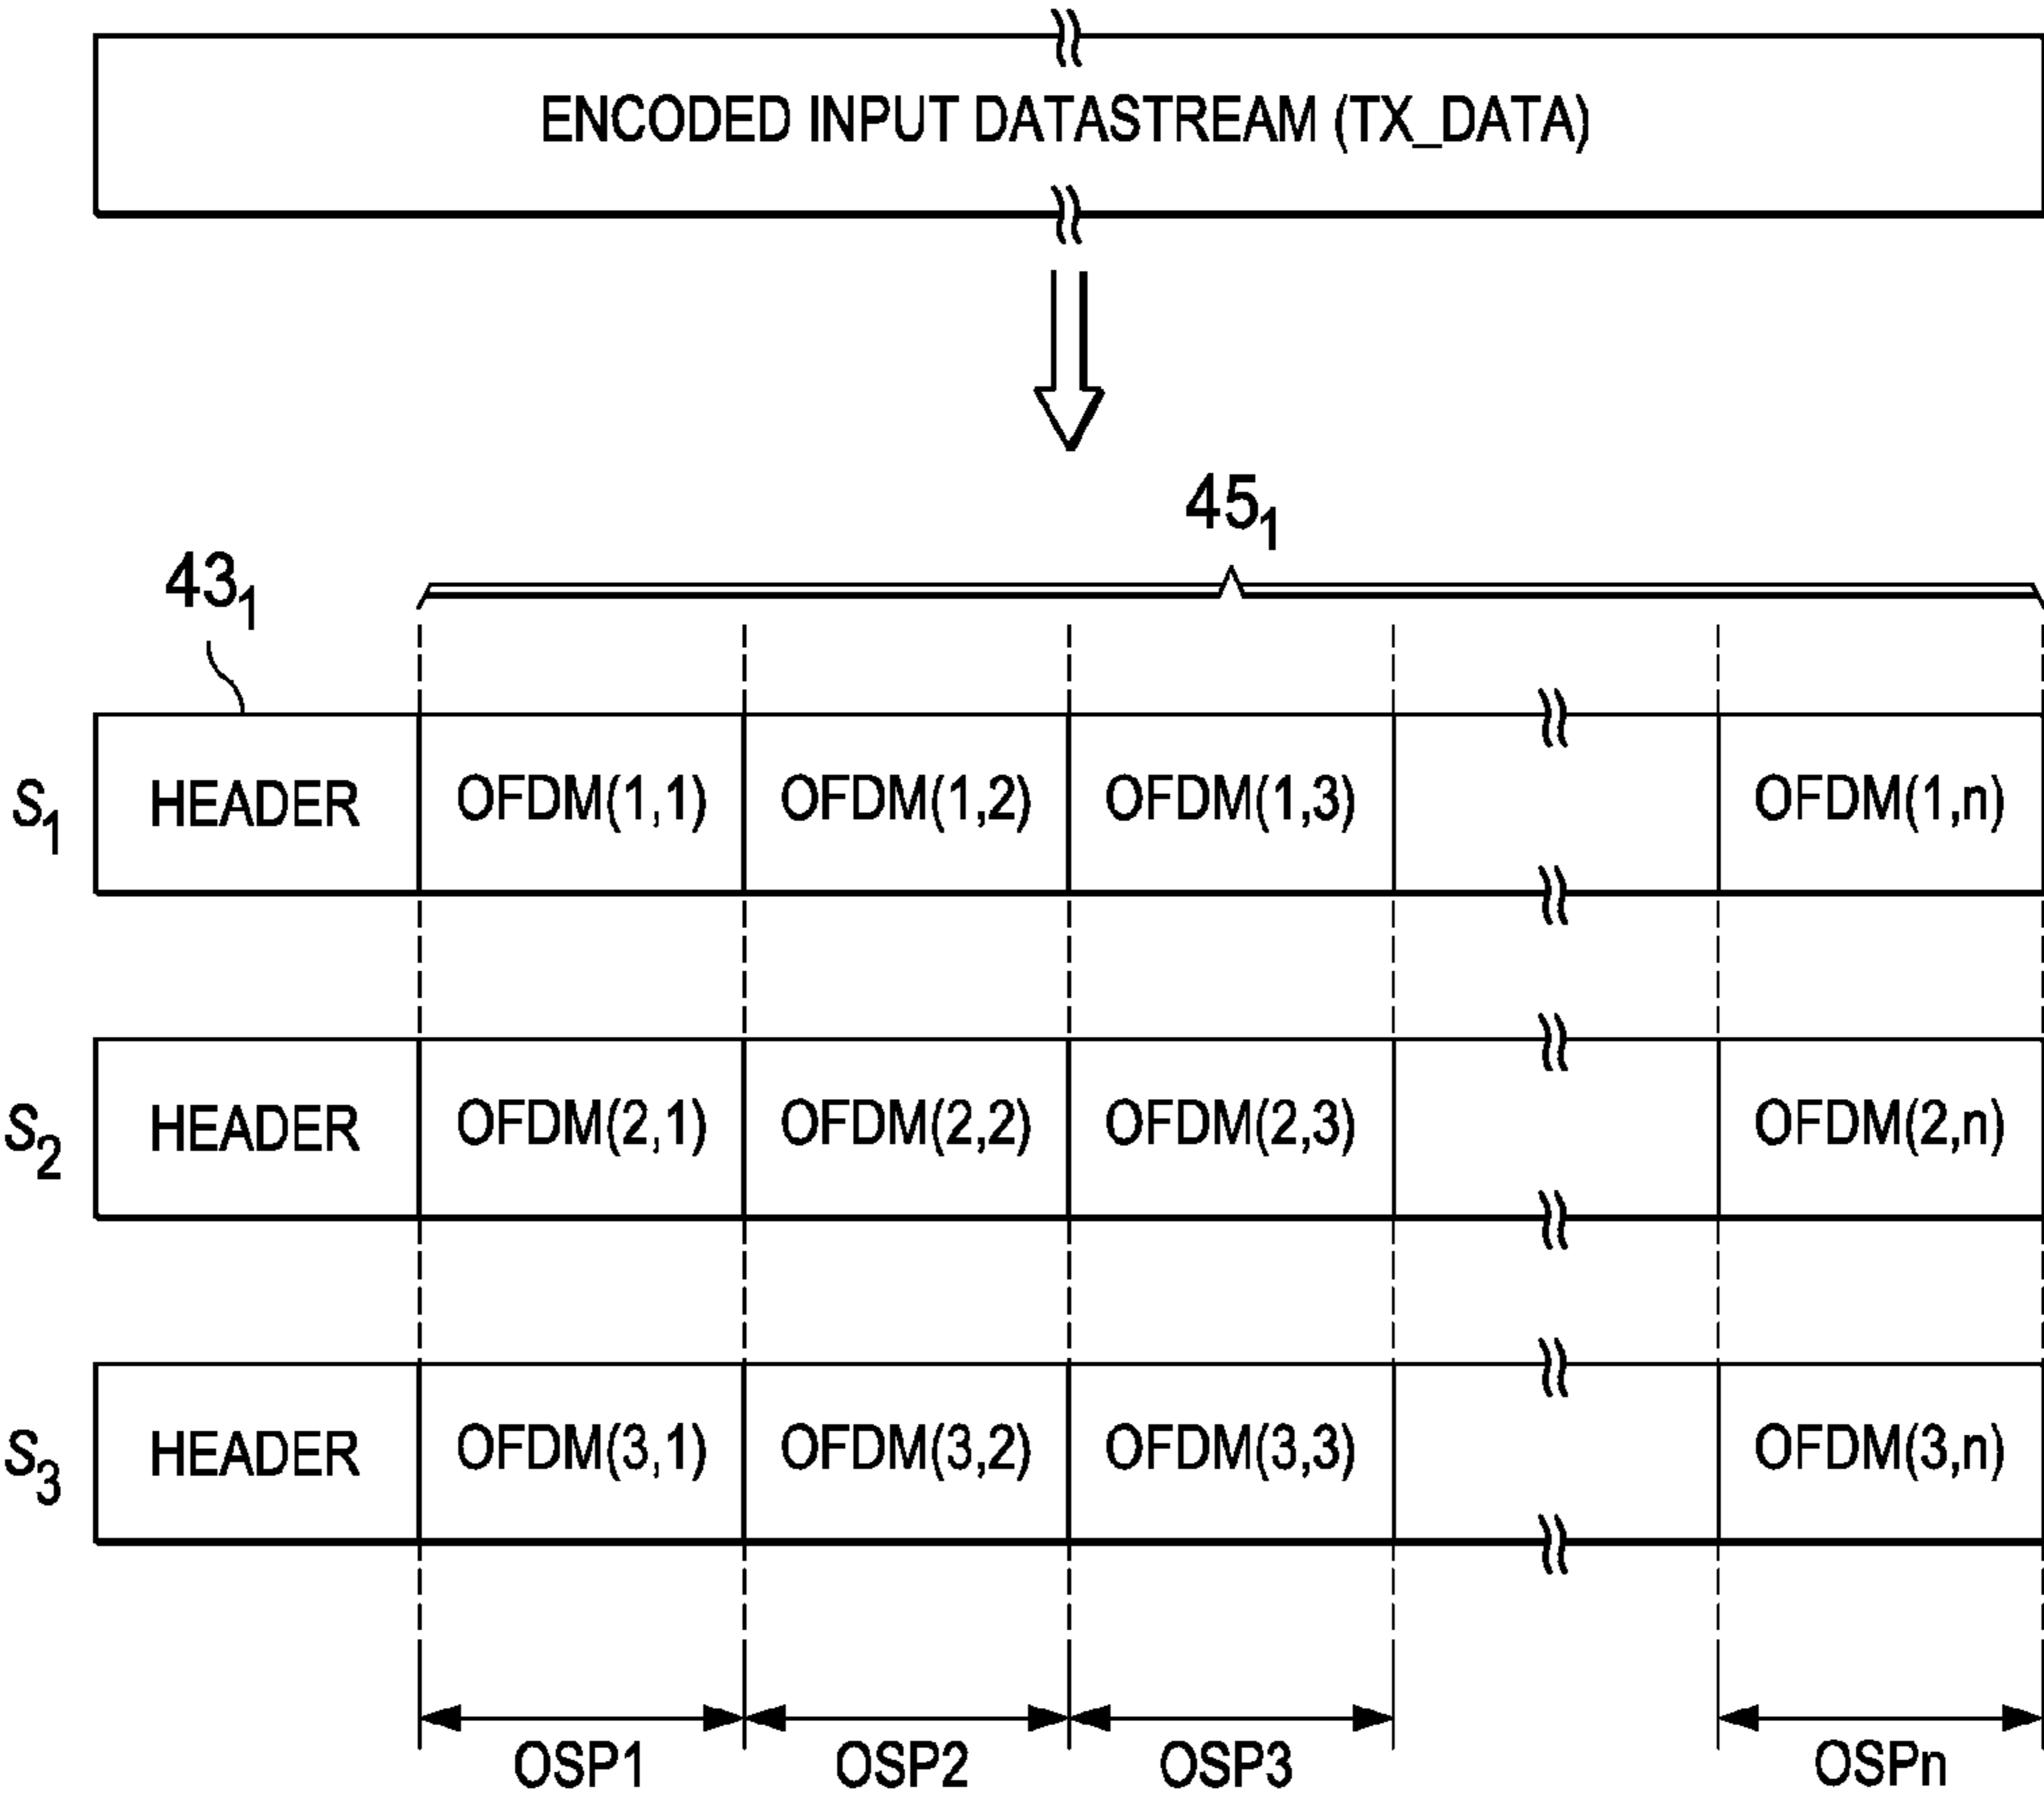 ENCODED INPUT DATASTREAM (TX_DATA)
45₁
43₁
S₁ HEADER OFDM(1,1) OFDM(1,2) OFDM(1,3) OFDM(1,n)
S₂ HEADER OFDM(2,1) OFDM(2,2) OFDM(2,3) OFDM(2,n)
S₃ HEADER OFDM(3,1) OFDM(3,2) OFDM(3,3) OFDM(3,n)
OSP1 OSP2 OSP3 OSPn